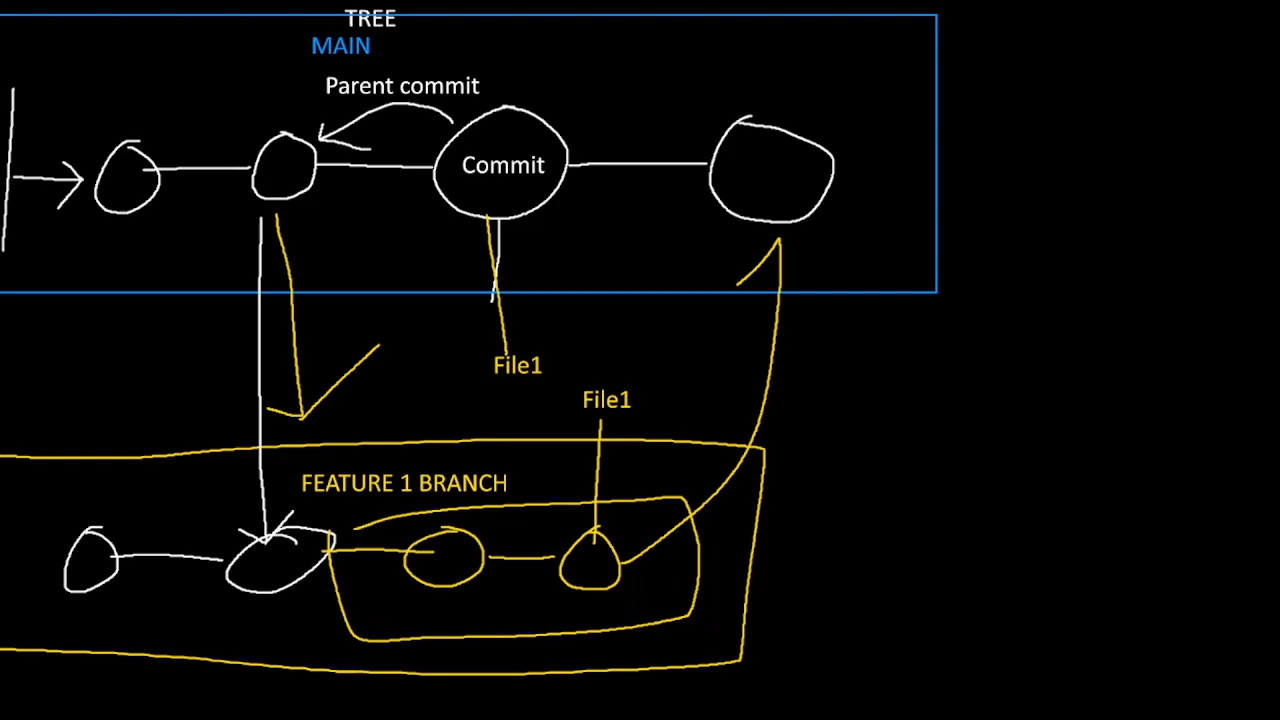 TREE
MAIN
Parent commit
Commit
File1
File1
FEATURE 1 BRANCH